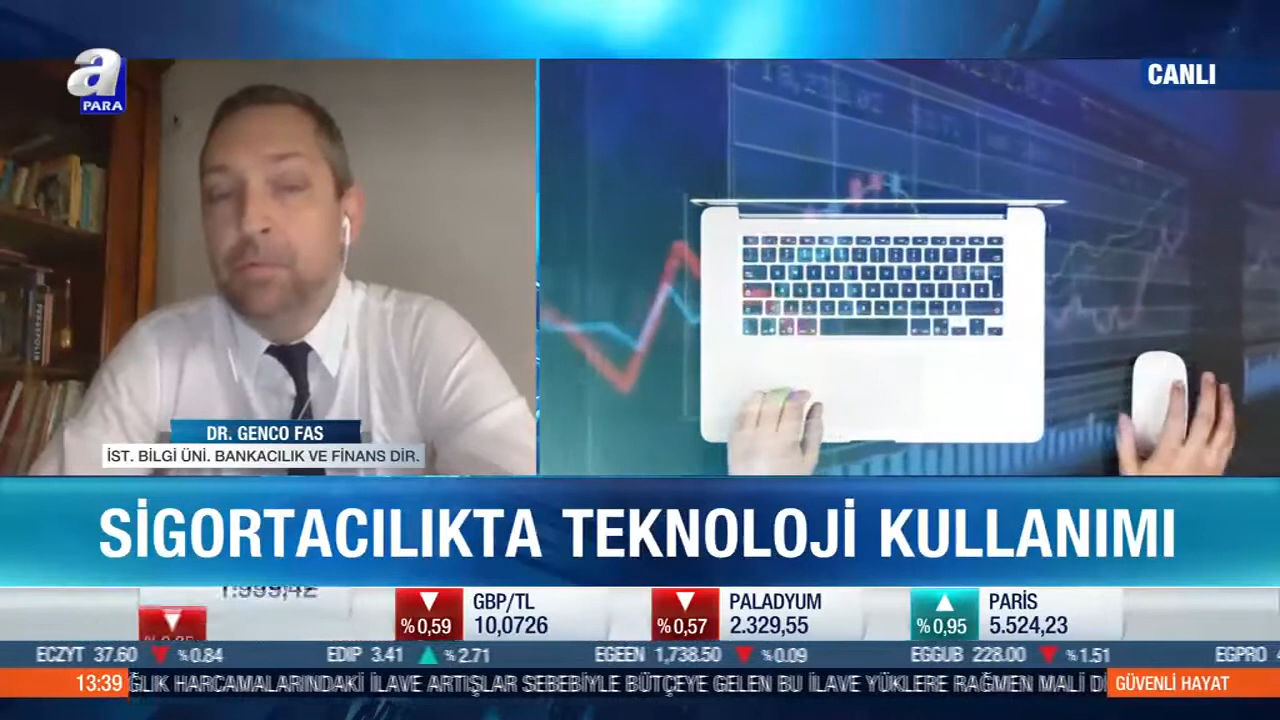 a
PARA
CANLI
DR. GENCO FAS
İST. BİLGİ ÜNİ. BANKACILIK VE FİNANS DİR.
SİGORTACILIKTA TEKNOLOJİ KULLANIMI
GBP/TL
%0,59 10,0726
PALADYUM
%0,57 2.329,55
PARİS
%0,95 5.524,23
ECZYT 37.60 %0.84 EDIP 3.41 %2.71 EGEEN 1,738.50 %0.09 EGGUB 228.00 %1.51 EGPRO
13:39 ĞLIK HARCAMALARINDAKİ İLAVE ARTIŞLAR SEBEBİYLE BÜTÇEYE GELEN BU İLAVE YÜKLERE RAĞMEN MALİ Dİ GÜVENLİ HAYAT